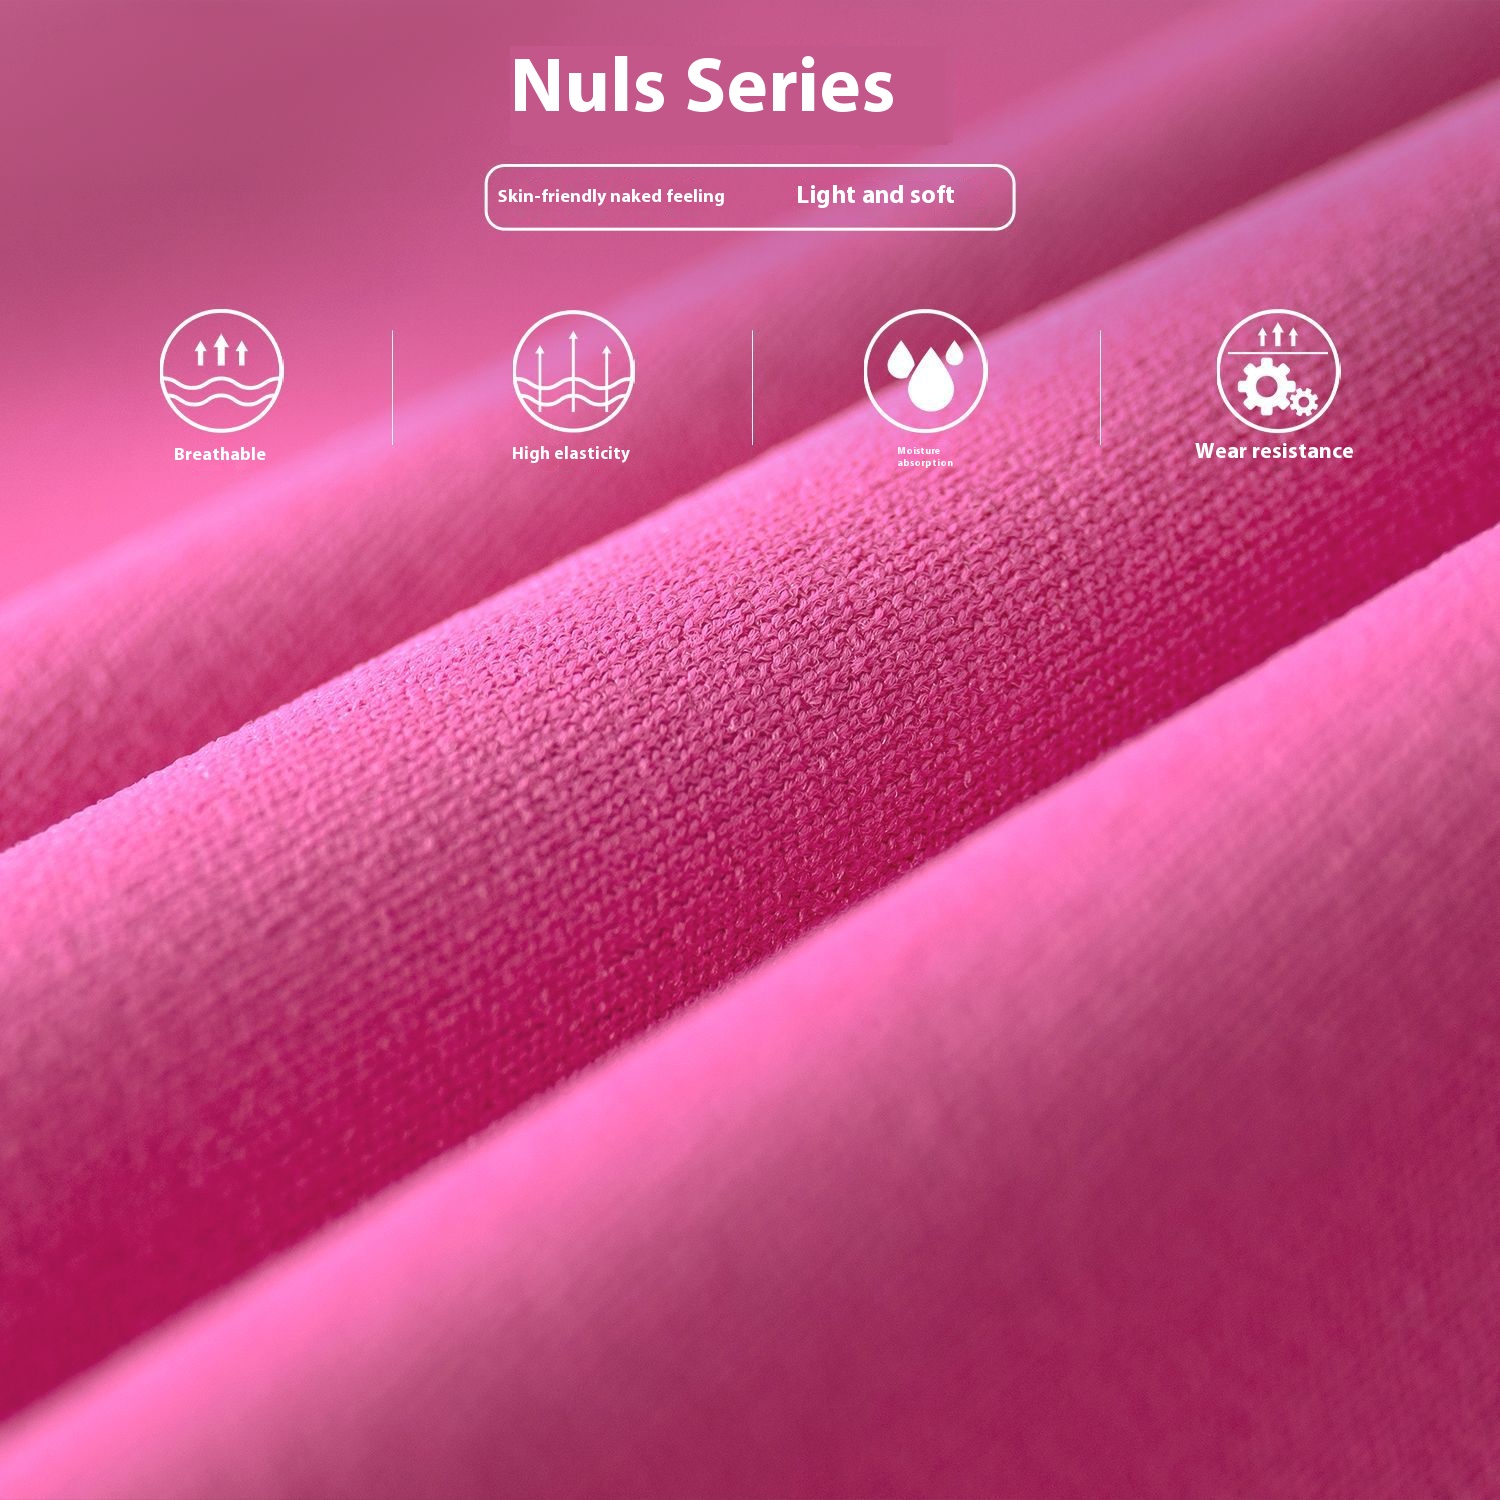 Nuls Series
Skin-friendly naked feeling Light and soft
Breathable
High elasticity
Moisture
absorption
Wear resistance